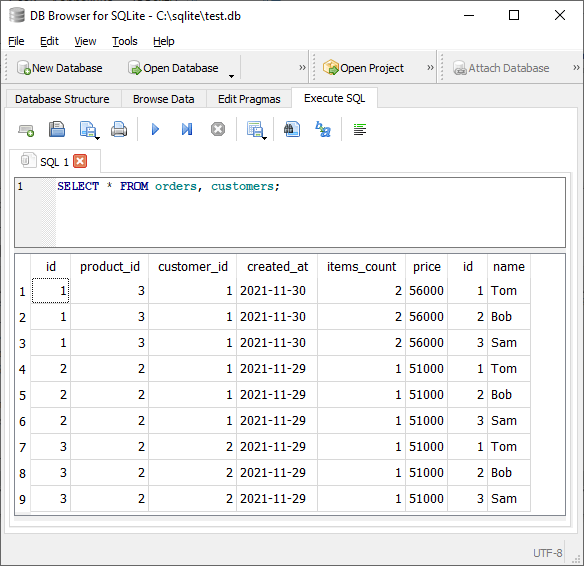 DB Browser for SQLite - C:\sqlite\test.db
File Edit View Tools Help
New Database Open Database » Open Project » Attach Database »
Database Structure Browse Data Edit Pragmas Execute SQL
SQL 1
1 SELECT * FROM orders, customers;
id product_id customer_id created_at items_count price id name
1 1 3 1 2021-11-30 2 56000 1 Tom
2 1 3 1 2021-11-30 2 56000 2 Bob
3 1 3 1 2021-11-30 2 56000 3 Sam
4 2 2 1 2021-11-29 1 51000 1 Tom
5 2 2 1 2021-11-29 1 51000 2 Bob
6 2 2 1 2021-11-29 1 51000 3 Sam
7 3 2 2 2021-11-29 1 51000 1 Tom
8 3 2 2 2021-11-29 1 51000 2 Bob
9 3 2 2 2021-11-29 1 51000 3 Sam
UTF-8